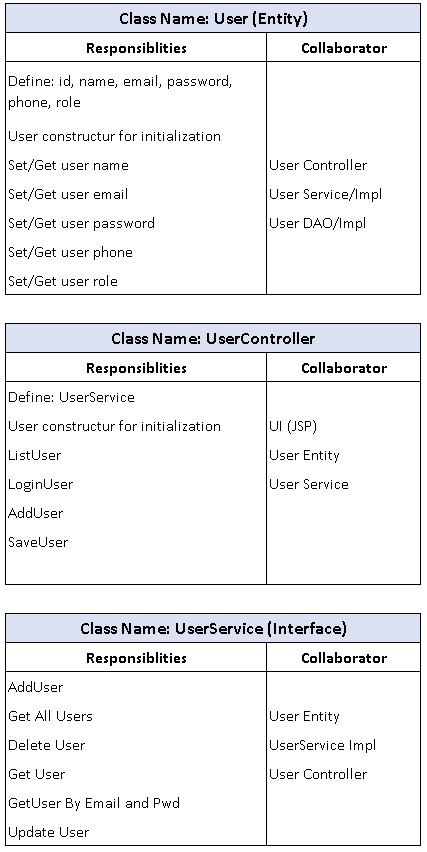 Class Name: User (Entity)
Responsiblities Collaborator
Define: id, name, email, password,
phone, role
User constructur for initialization
Set/Get user name User Controller
Set/Get user email User Service/Impl
Set/Get user password User DAO/Impl
Set/Get user phone
Set/Get user role
Class Name: UserController
Responsiblities Collaborator
Define: UserService
User constructur for initialization UI (JSP)
ListUser User Entity
LoginUser User Service
AddUser
SaveUser
Class Name: UserService (Interface)
Responsiblities Collaborator
AddUser
Get All Users User Entity
Delete User UserService Impl
Get User User Controller
GetUser By Email and Pwd
Update User